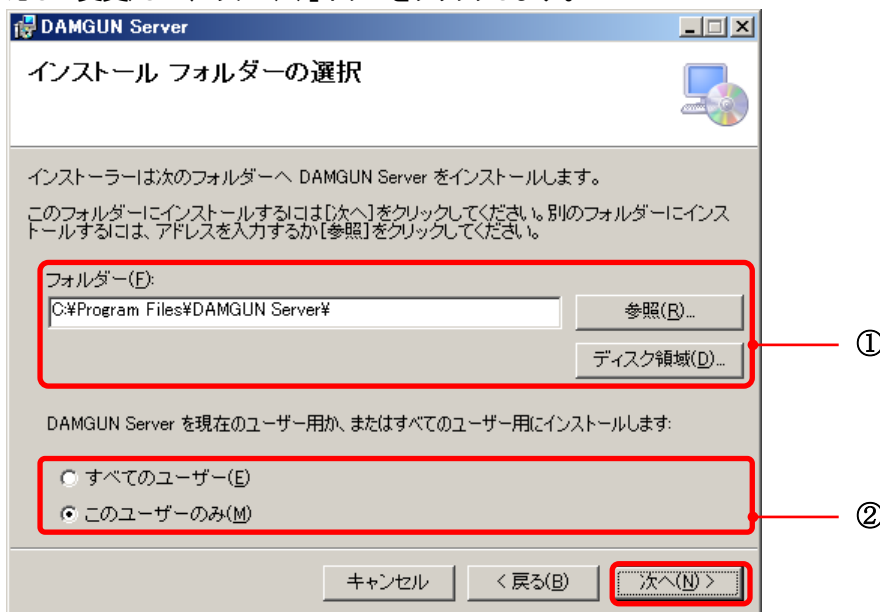 DAMGUN Server
インストール フォルダーの選択
インストーラーは次のフォルダーへ DAMGUN Server をインストールします。
このフォルダーにインストールするには[次へ]をクリックしてください。別のフォルダーにインス
トールするには、アドレスを入力するか[参照]をクリックしてください。
フォルダー(F):
C:¥Program Files¥DAMGUN Server¥
参照(R)...
ディスク領域(D)...
①
DAMGUN Server を現在のユーザー用か、またはすべてのユーザー用にインストールします:
すべてのユーザー(E)
このユーザーのみ(M)
②
キャンセル
< 戻る(B)
次へ(N) >